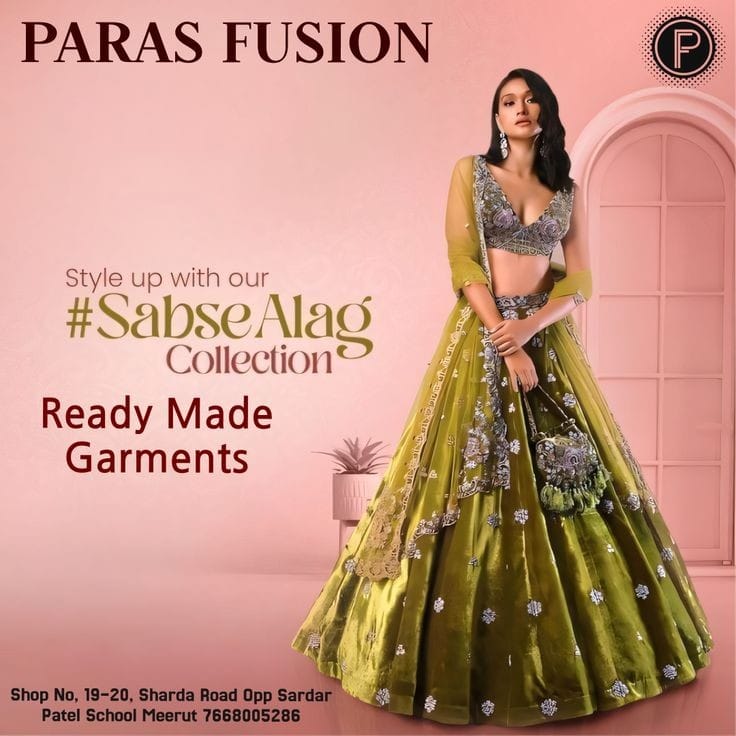 PARAS FUSION
P
Style up with our
#SabseAlag
Collection
Ready Made
Garments
Shop No, 19-20, Sharda Road Opp Sardar
Patel School Meerut 7668005286